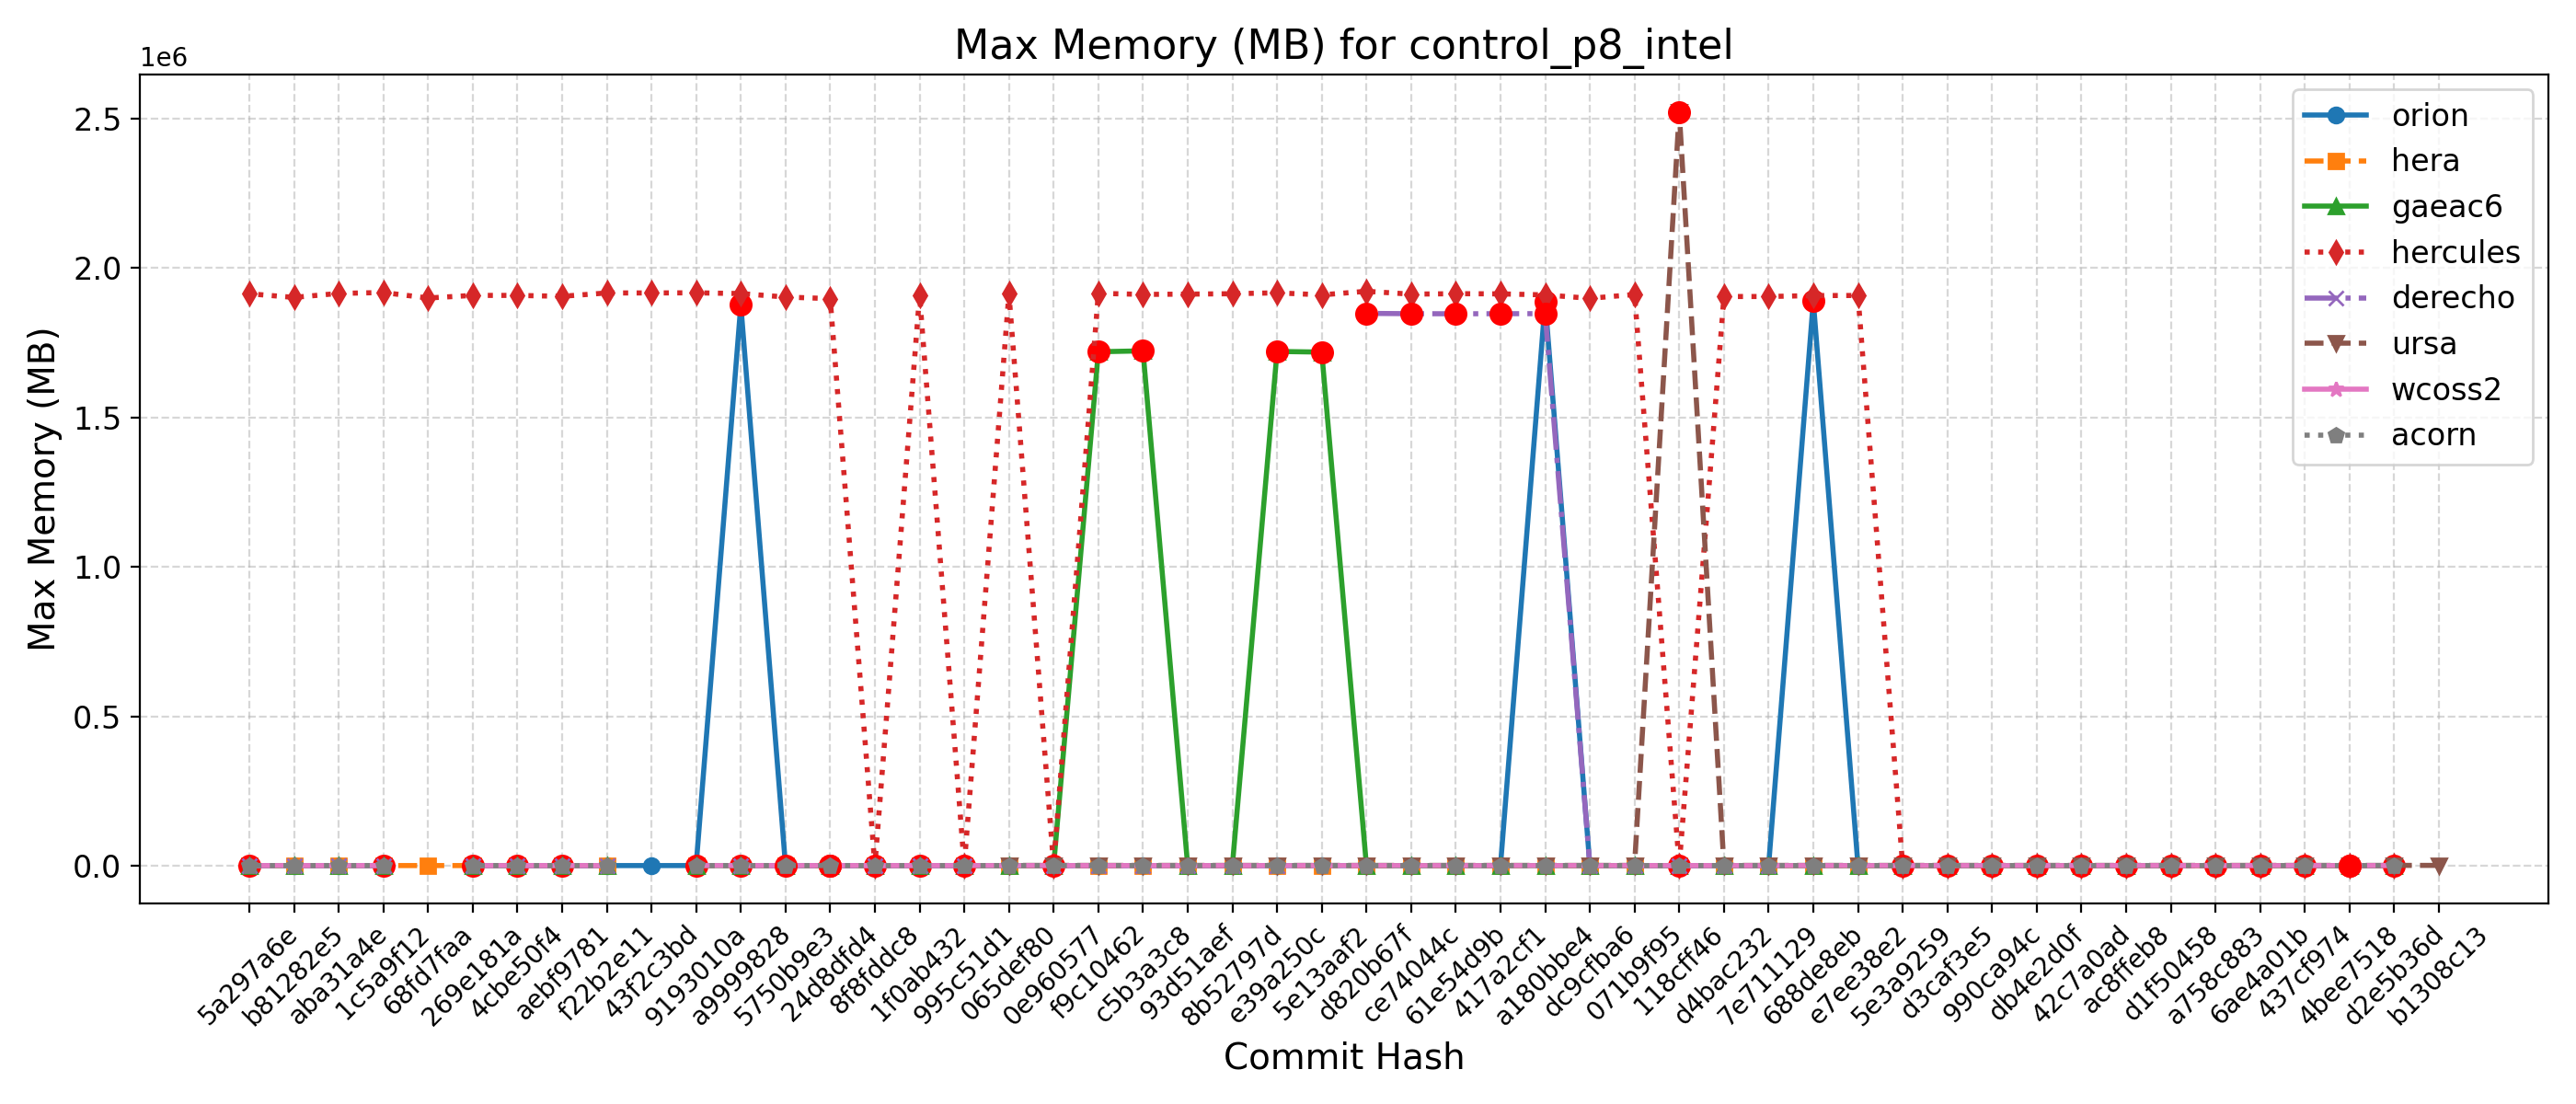 Max Memory (MB) for control_p8_intel
1e6
2.5
2.0
1.5
1.0
0.5
0.0
Max Memory (MB)
orion
hera
gaeac6
hercules
derecho
ursa
wcoss2
acorn
5a297a6e
b81282e5
aba31a4e
1c5a9f12
68fd7faa
269e181a
4cbe50f4
aebf9781
f22b2e11
43f2c3bd
9193010a
a9999828
5750b9e3
24d8dfd4
8f8fddc8
1f0ab432
995c51d1
065def80
0e960577
f9c10462
c5b3a3c8
93d51aef
8b52797d
e39a250c
5e13aaf2
d820b67f
ce74044c
61e54d9b
417a2cf1
a180bbe4
dc9cfba6
071b9f95
118cff46
d4bac232
7e711129
688de8eb
e7ee38e2
5e3a9259
d3caf3e5
990ca94c
db4e2d0f
42c7a0ad
ac8ffeb8
d1f50458
a758c883
6ae4a01b
437cf974
4bee7518
d2e5b36d
b1308c13
Commit Hash